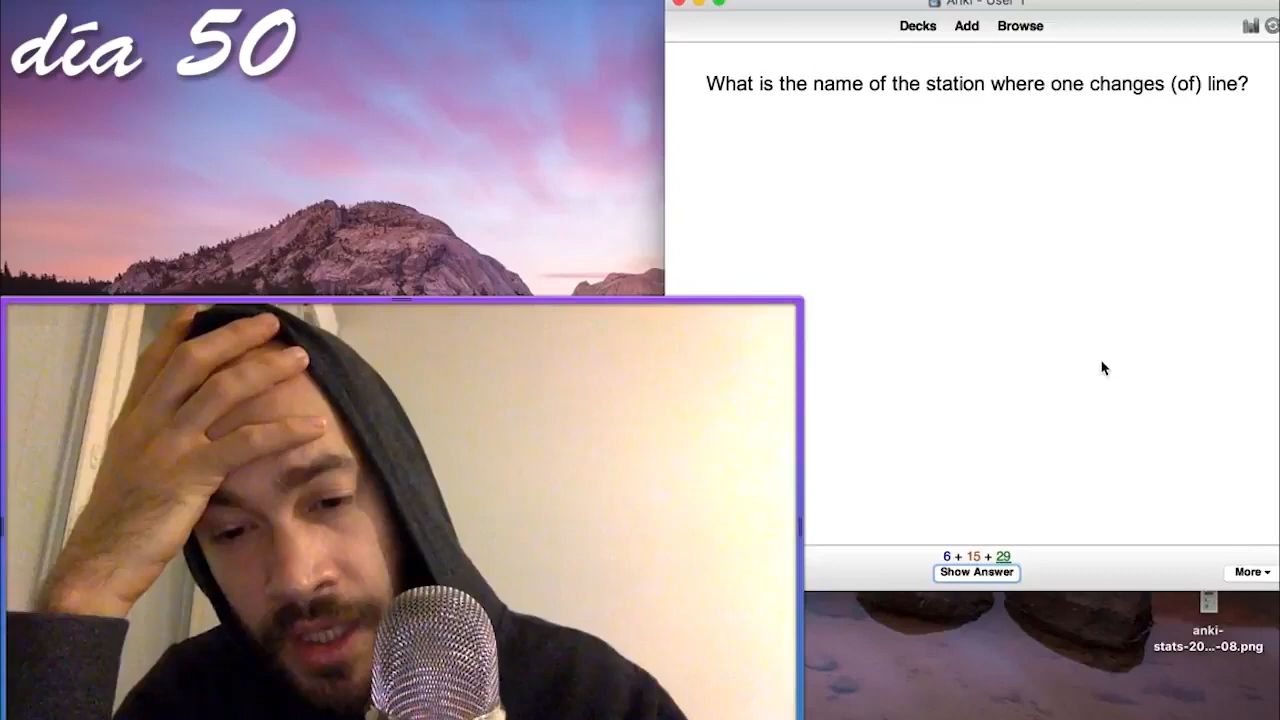 día 50
Anki - User 1
Decks Add Browse
What is the name of the station where one changes (of) line?
6 + 15 + 29
Show Answer
More
anki-
stats-20...-08.png